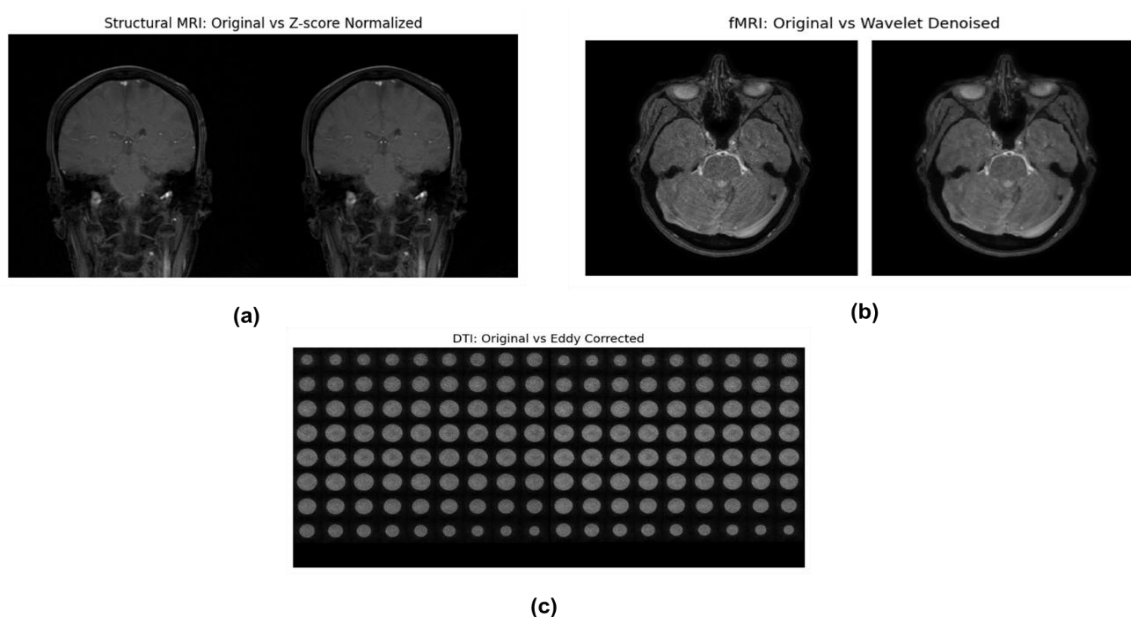 Structural MRI: Original vs Z-score Normalized
fMRI: Original vs Wavelet Denoised
(a)
(b)
DTI: Original vs Eddy Corrected
(c)